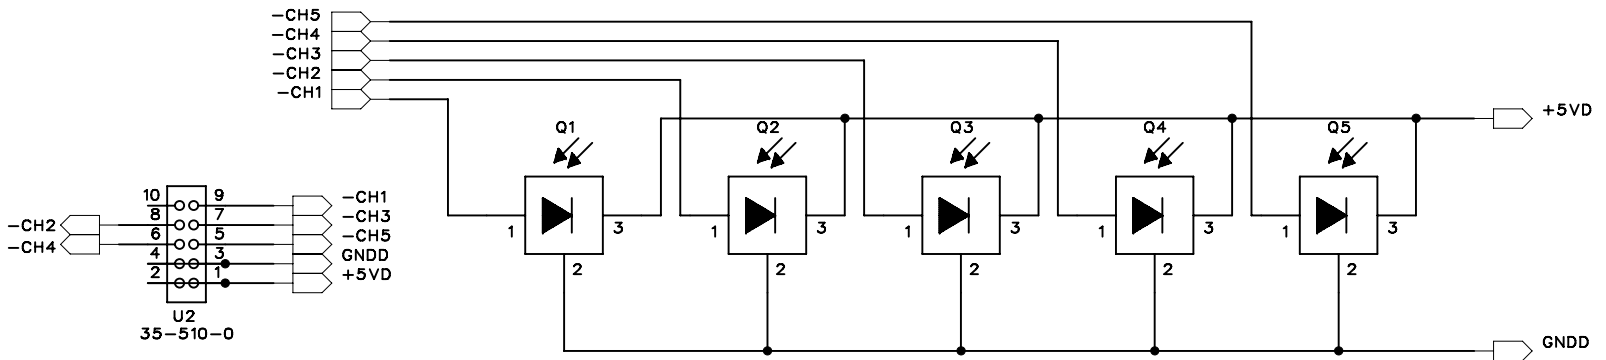 -CH5
-CH4
-CH3
-CH2
-CH1
+5VD
Q1 Q2 Q3 Q4 Q5
1 3 1 3 1 3 1 3 1 3
2 2 2 2 2
10 9 -CH1
-CH2 8 7 -CH3
-CH4 6 5 -CH5
4 3 GNDD
2 1 +5VD
U2
35-510-0
GNDD